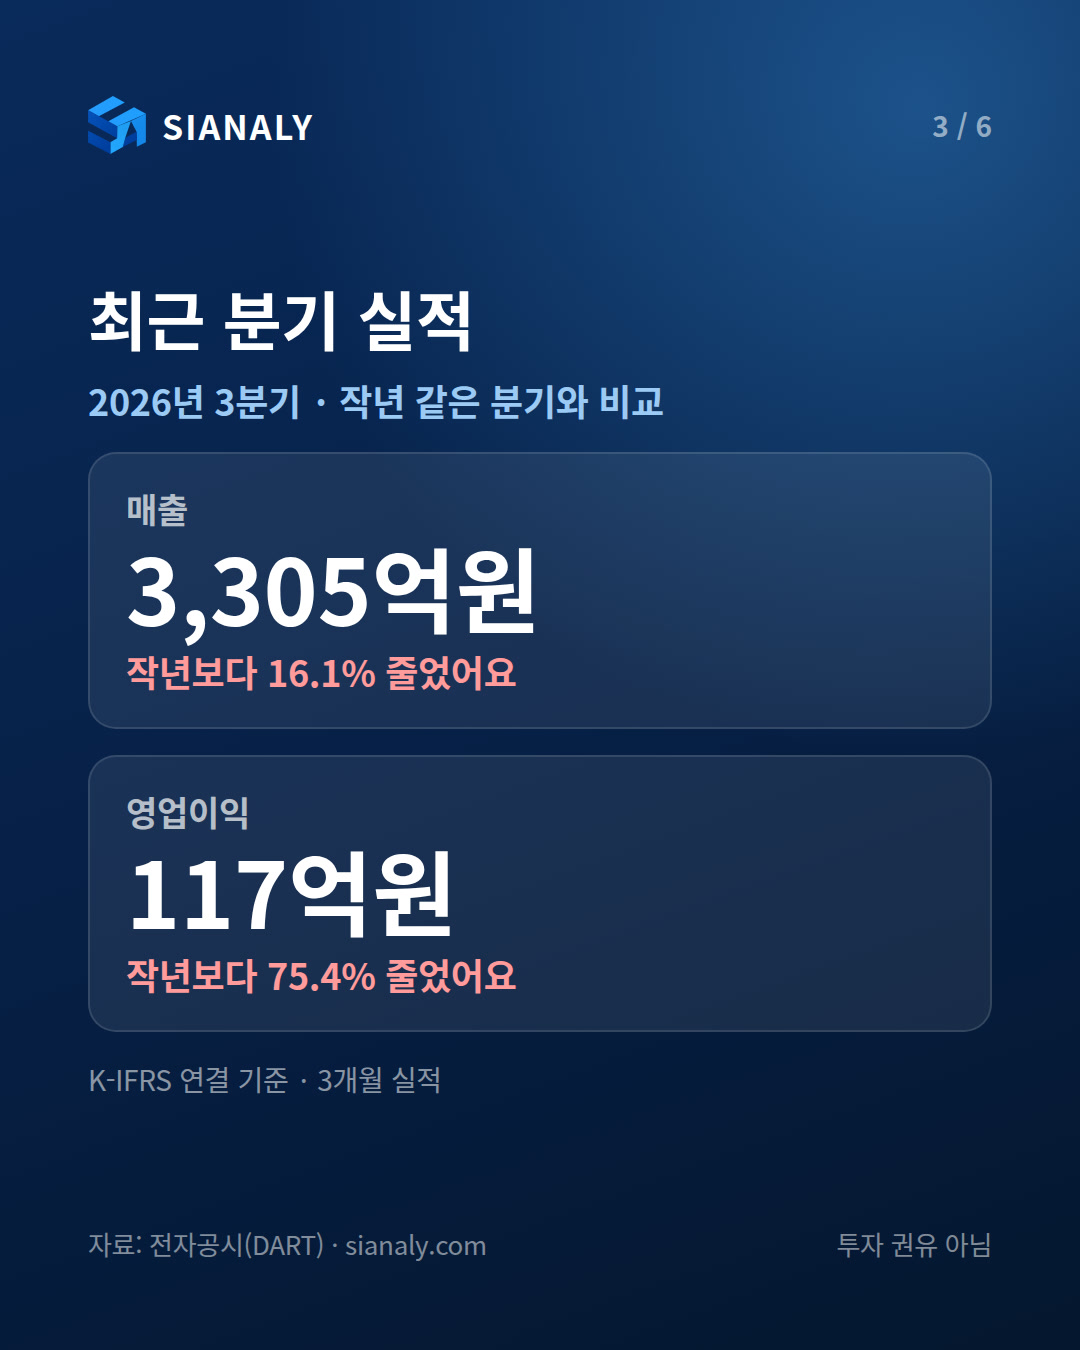 SIANALY
3 / 6
최근 분기 실적
2026년 3분기 · 작년 같은 분기와 비교
매출
3,305억원
작년보다 16.1% 줄었어요
영업이익
117억원
작년보다 75.4% 줄었어요
K-IFRS 연결 기준 · 3개월 실적
자료: 전자공시(DART) · sianaly.com
투자 권유 아님